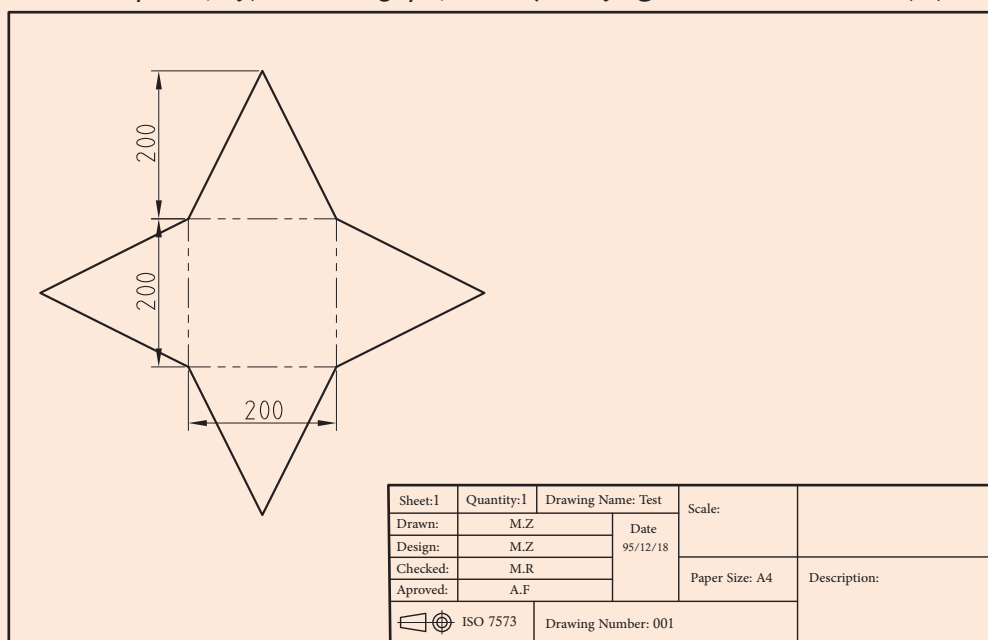 200
200
200
Sheet:1 Quantity:1 Drawing Name: Test Scale:
Drawn: M.Z Date
Design: M.Z 95/12/18
Checked: M.R Paper Size: A4 Description:
Aproved: A.F
ISO 7573 Drawing Number: 001